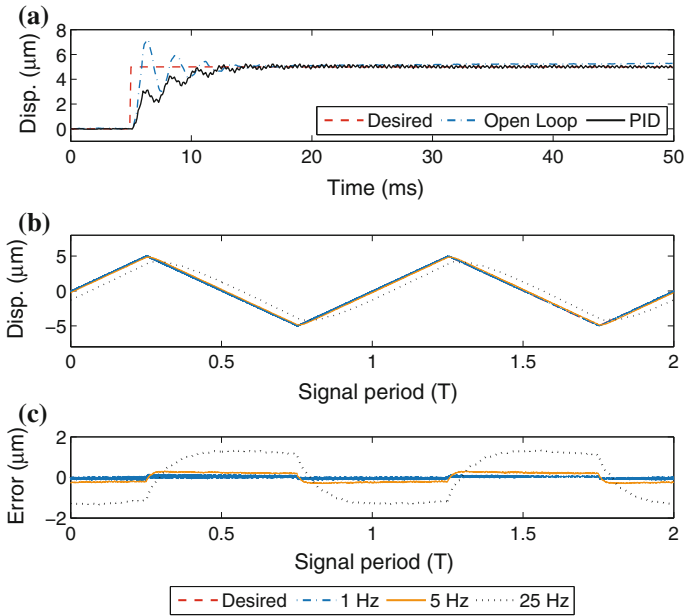 (a)
8
6
4
2
0
Disp. (μm)
Desired Open Loop PID
0 10 20 30 40 50
Time (ms)
(b)
5
0
−5
Disp. (μm)
0 0.5 1 1.5 2
Signal period (T)
(c)
2
0
−2
Error (μm)
0 0.5 1 1.5 2
Signal period (T)
Desired 1 Hz 5 Hz 25 Hz